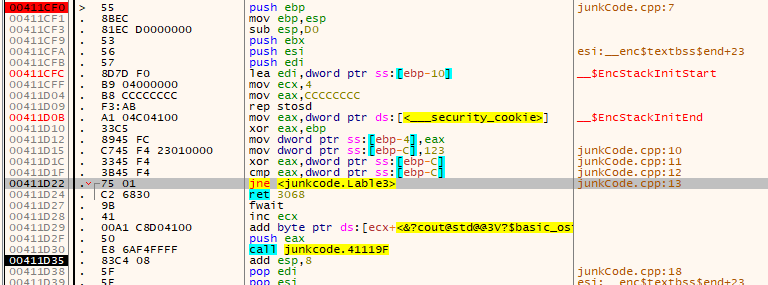 00411CF0 > 55 push ebp junkCode.cpp:7
00411CF1 . 8BEC mov ebp,esp
00411CF3 . 81EC D0000000 sub esp,D0
00411CF9 . 53 push ebx
00411CFA . 56 push esi esi:__enc$textbss$end+23
00411CFB . 57 push edi
00411CFC . 8D7D F0 lea edi,dword ptr ss:[ebp-10] __$EncStackInitStart
00411CFF . B9 04000000 mov ecx,4
00411D04 . B8 CCCCCCCC mov eax,CCCCCCCC
00411D09 . F3:AB rep stosd
00411D0B . A1 04C04100 mov eax,dword ptr ds:[<___security_cookie>] __$EncStackInitEnd
00411D10 . 33C5 xor eax,ebp
00411D12 . 8945 FC mov dword ptr ss:[ebp-4],eax
00411D15 . C745 F4 23010000 mov dword ptr ss:[ebp-C],123 junkCode.cpp:10
00411D1C . 3345 F4 xor eax,dword ptr ss:[ebp-C] junkCode.cpp:11
00411D1F . 3B45 F4 cmp eax,dword ptr ss:[ebp-C] junkCode.cpp:12
00411D22 . 75 01 jne <junkcode.Lable3> junkCode.cpp:13
00411D24 . C2 6830 ret 3068
00411D27 . 9B fwait
00411D28 . 41 inc ecx
00411D29 . 00A1 C8D04100 add byte ptr ds:[ecx+<&?cout@std@@3V?$basic_os
00411D2F . 50 push eax
00411D30 . E8 6AF4FFFF call junkcode.41119F
00411D35 . 83C4 08 add esp,8
00411D38 . 5F pop edi junkCode.cpp:18
00411D39 . 5E pop esi esi:__enc$textbss$end+23